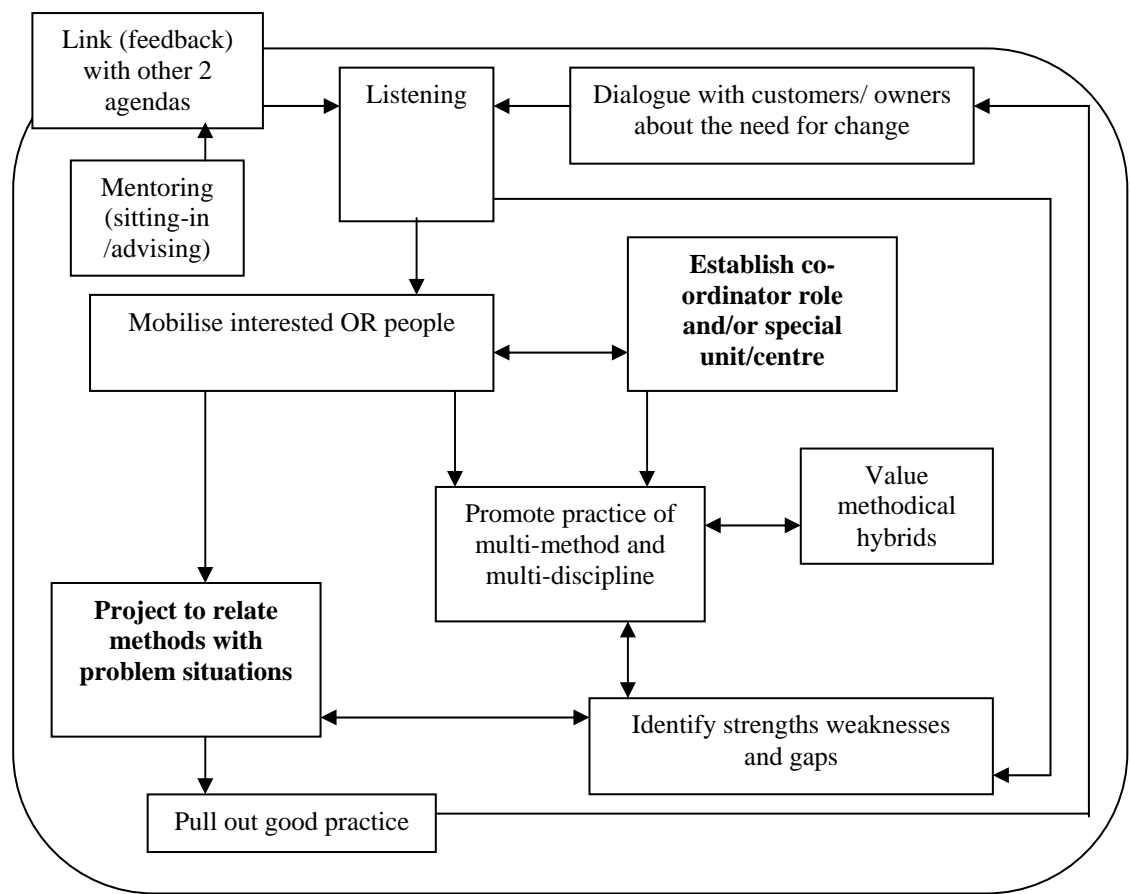 Link (feedback)
with other 2
agendas
Listening
Dialogue with customers/ owners
about the need for change
Mentoring
(sitting-in
/advising)
Establish co-
ordinator role
and/or special
unit/centre
Mobilise interested OR people
Value
methodical
hybrids
Promote practice of
multi-method and
multi-discipline
Project to relate
methods with
problem situations
Identify strengths weaknesses
and gaps
Pull out good practice